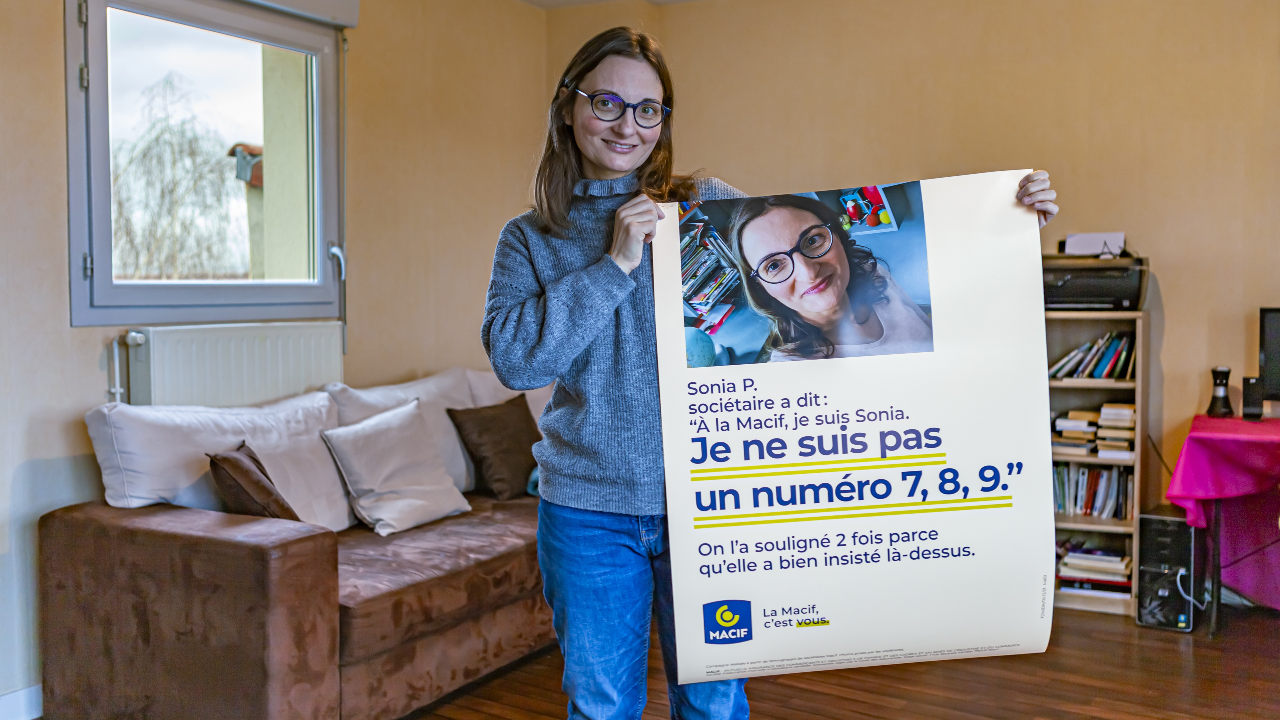 Sonia P.
sociétaire a dit :
“À la Macif, je suis Sonia.
Je ne suis pas
un numéro 7, 8, 9.”
On l’a souligné 2 fois parce
qu’elle a bien insisté là-dessus.
MACIF
La Macif,
c’est vous.